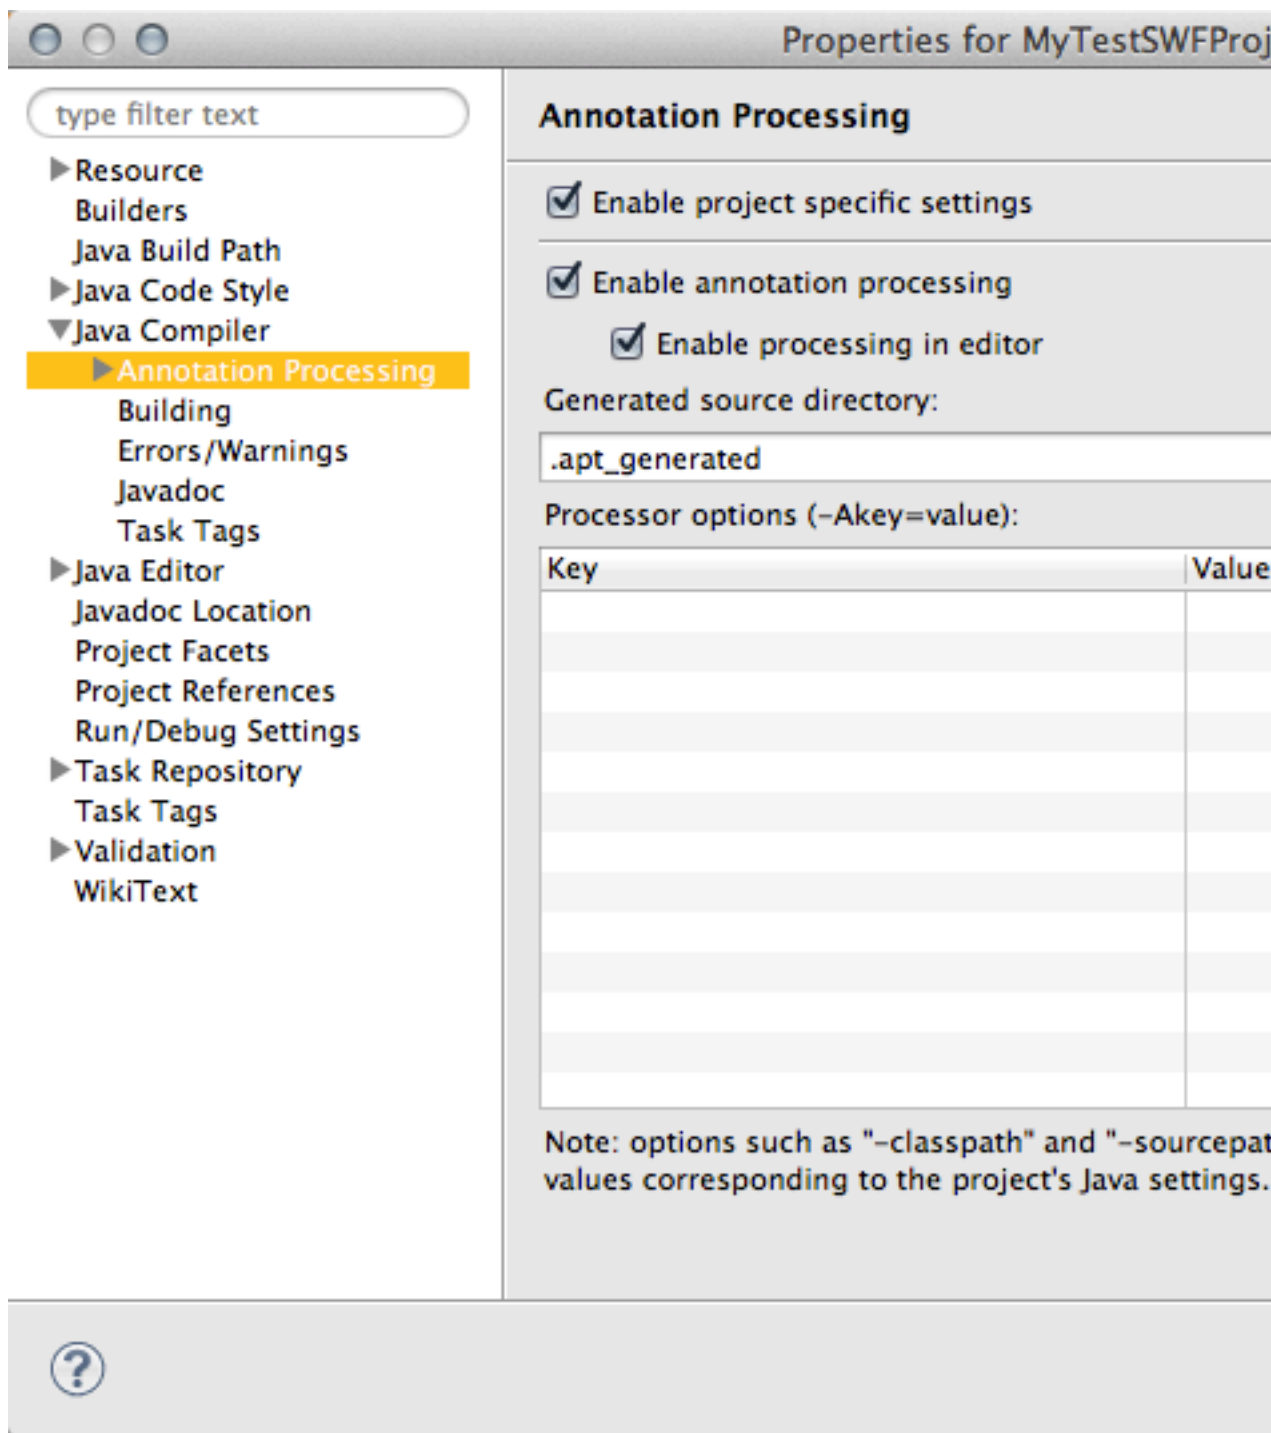 Properties for MyTestSWFProj
type filter text
Resource
Builders
Java Build Path
Java Code Style
Java Compiler
Annotation Processing
Building
Errors/Warnings
Javadoc
Task Tags
Java Editor
Javadoc Location
Project Facets
Project References
Run/Debug Settings
Task Repository
Task Tags
Validation
WikiText
Annotation Processing
Enable project specific settings
Enable annotation processing
Enable processing in editor
Generated source directory:
.apt_generated
Processor options (-Akey=value):
Key Value
Note: options such as "-classpath" and "-sourcepat
values corresponding to the project's Java settings.
?